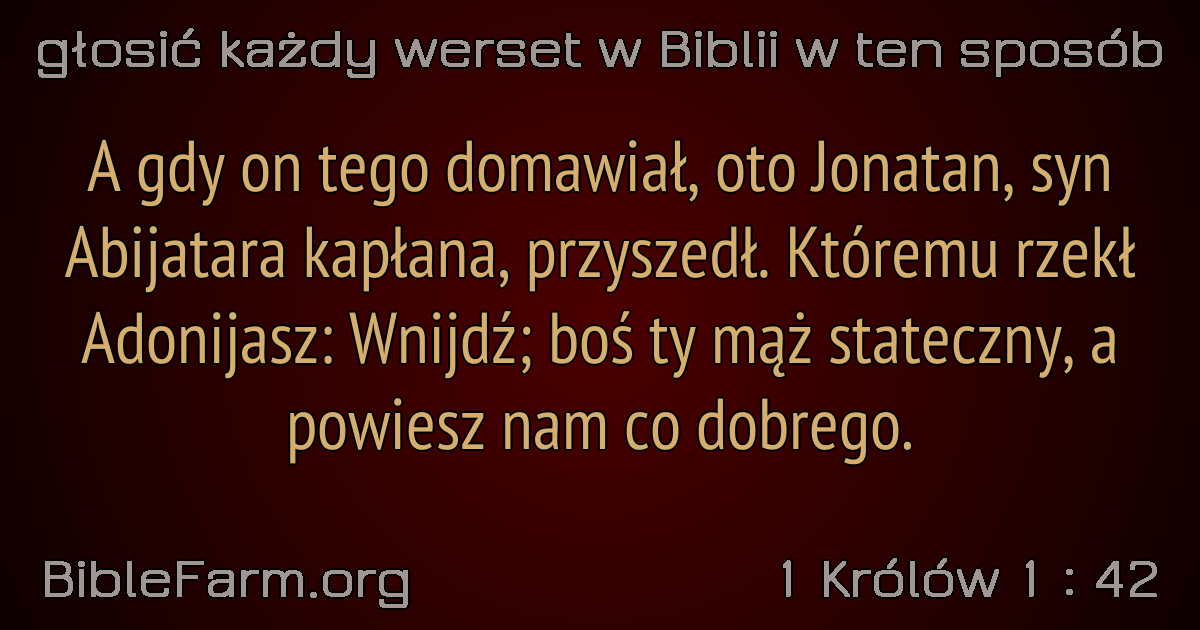 głosić każdy werset w Biblii w ten sposób
A gdy on tego domawiał, oto Jonatan, syn
Abijatara kapłana, przyszedł. Któremu rzekł
Adonijasz: Wnijdź; boś ty mąż stateczny, a
powiesz nam co dobrego.
BibleFarm.org
1 Królów 1 : 42